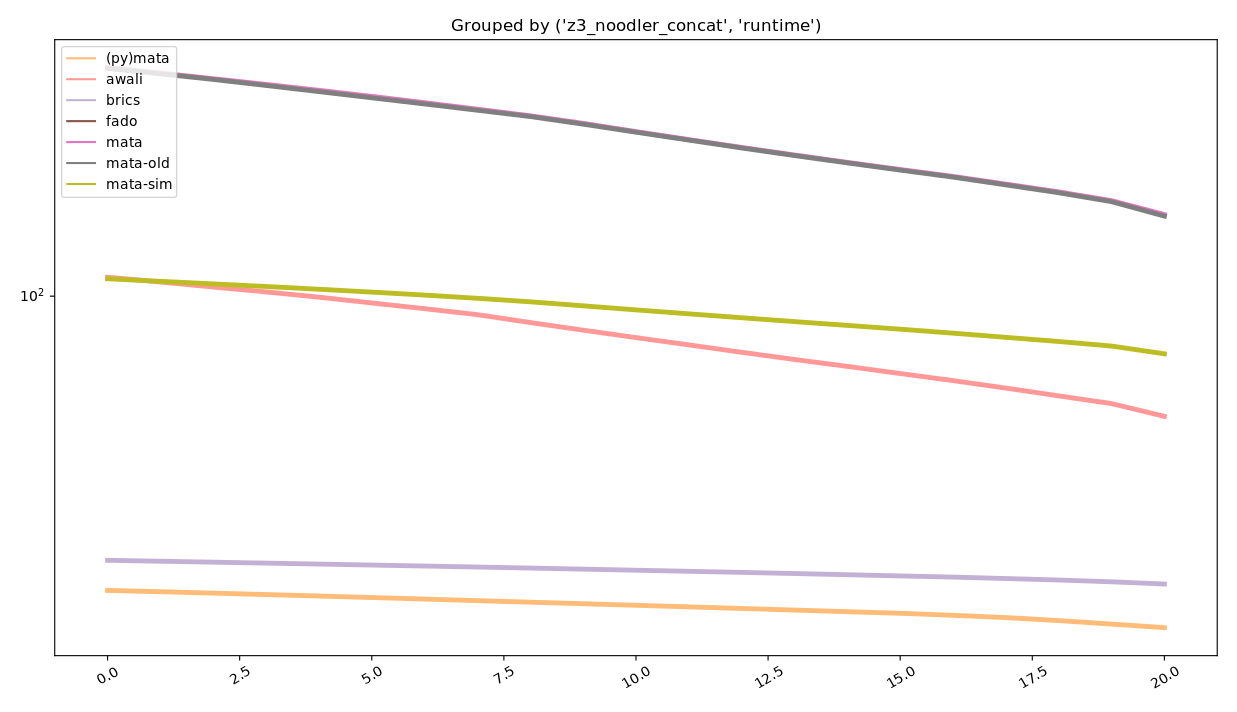 Grouped by ('z3_noodler_concat', 'runtime')
(py)mata
awali
brics
fado
mata
mata-old
mata-sim
10²
0.0
2.5
5.0
7.5
10.0
12.5
15.0
17.5
20.0